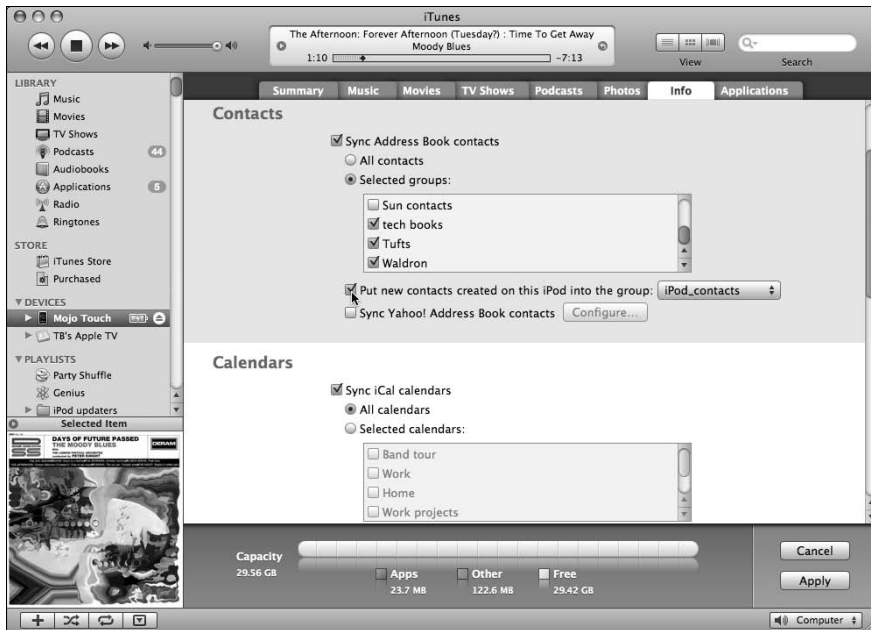 iTunes
The Afternoon: Forever Afternoon (Tuesday?) : Time To Get Away
Moody Blues
1:10 -7:13
View
Search
LIBRARY
Music
Movies
TV Shows
Podcasts 44
Audiobooks
Applications 5
Radio
Ringtones
STORE
iTunes Store
Purchased
DEVICES
Mojo Touch
TB's Apple TV
PLAYLISTS
Party Shuffle
Genius
iPod updaters
Selected Item
DAYS OF FUTURE PASSED
THE MOODY BLUES
DERAM
Summary Music Movies TV Shows Podcasts Photos Info Applications
Contacts
Sync Address Book contacts
All contacts
Selected groups:
Sun contacts
tech books
Tufts
Waldron
Put new contacts created on this iPod into the group: iPod_contacts
Sync Yahoo! Address Book contacts Configure...
Calendars
Sync iCal calendars
All calendars
Selected calendars:
Band tour
Work
Home
Work projects
Capacity
29.56 GB
Apps
23.7 MB
Other
122.6 MB
Free
29.42 GB
Cancel
Apply
Computer